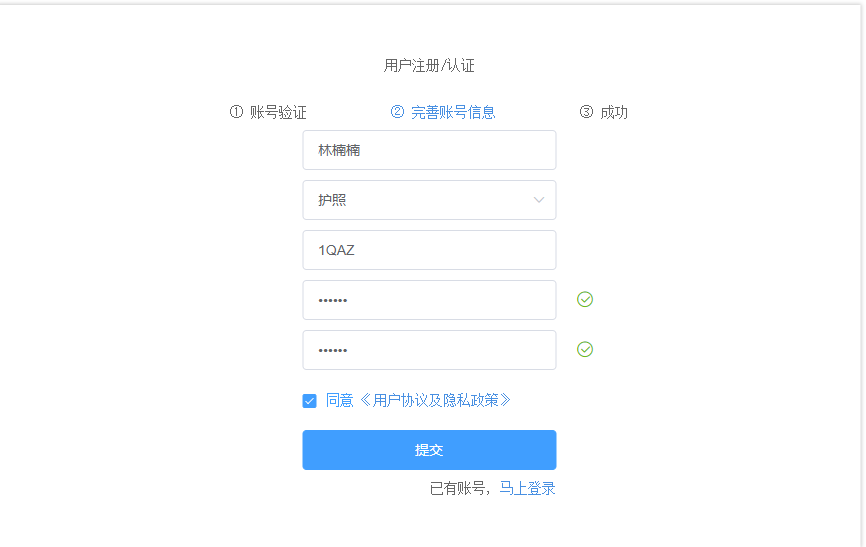 用户注册/认证
① 账号验证 ② 完善账号信息 ③ 成功
林楠楠
护照
1QAZ
••••••
••••••
同意《用户协议及隐私政策》
提交
已有账号，马上登录